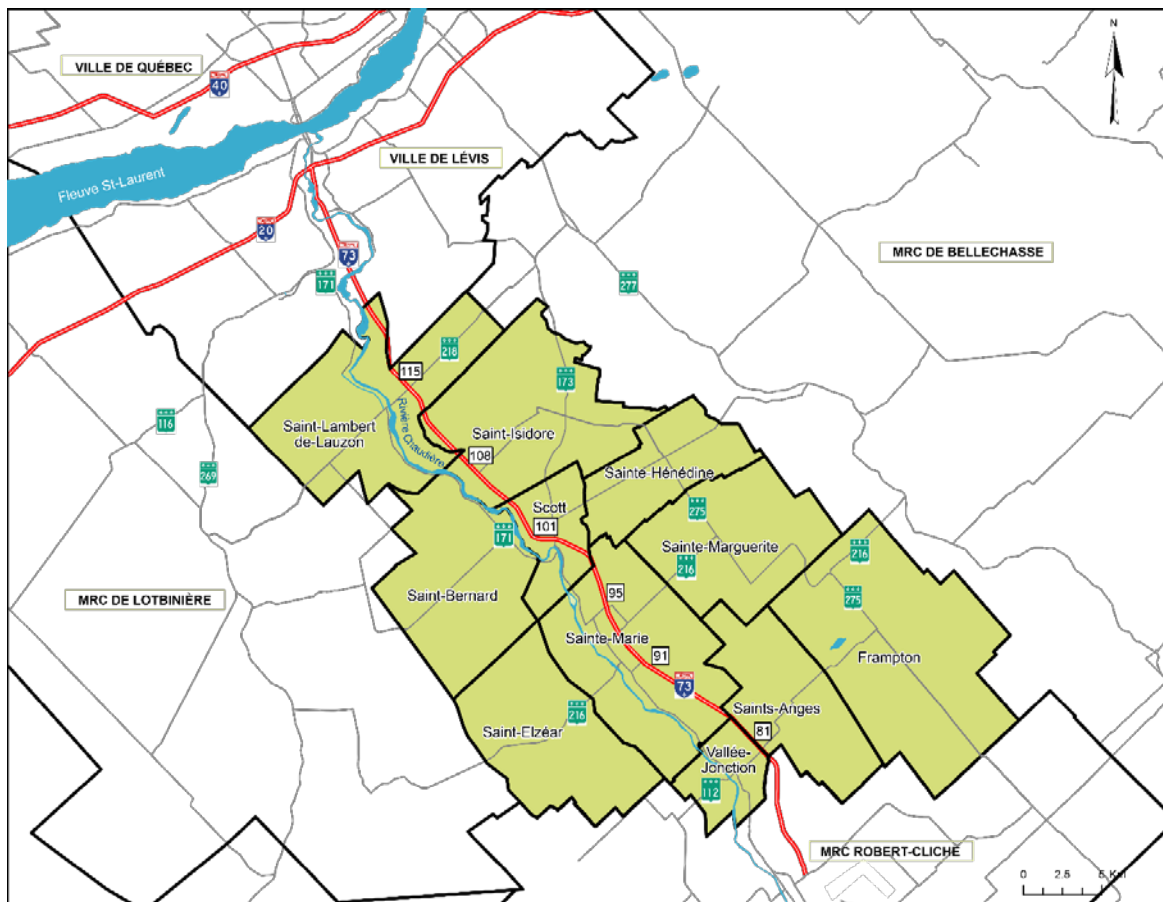 N
VILLE DE QUÉBEC
40
VILLE DE LÉVIS
Fleuve St-Laurent
20
73
MRC DE BELLECHASSE
171
277
218
115
173
116
Saint-Lambert
de-Lauzon
Rivière Chaudière
Saint-Isidore
108
269
Sainte-Hénédine
Scott
101
171
275
Sainte-Marguerite
216
216
MRC DE LOTBINIÈRE
Saint-Bernard
95
275
Sainte-Marie
91
Frampton
73
Saint-Elzéar
216
Saints-Anges
81
Vallée-
Jonction
112
MRC ROBERT-CLICHE
0 2.5 5 Km